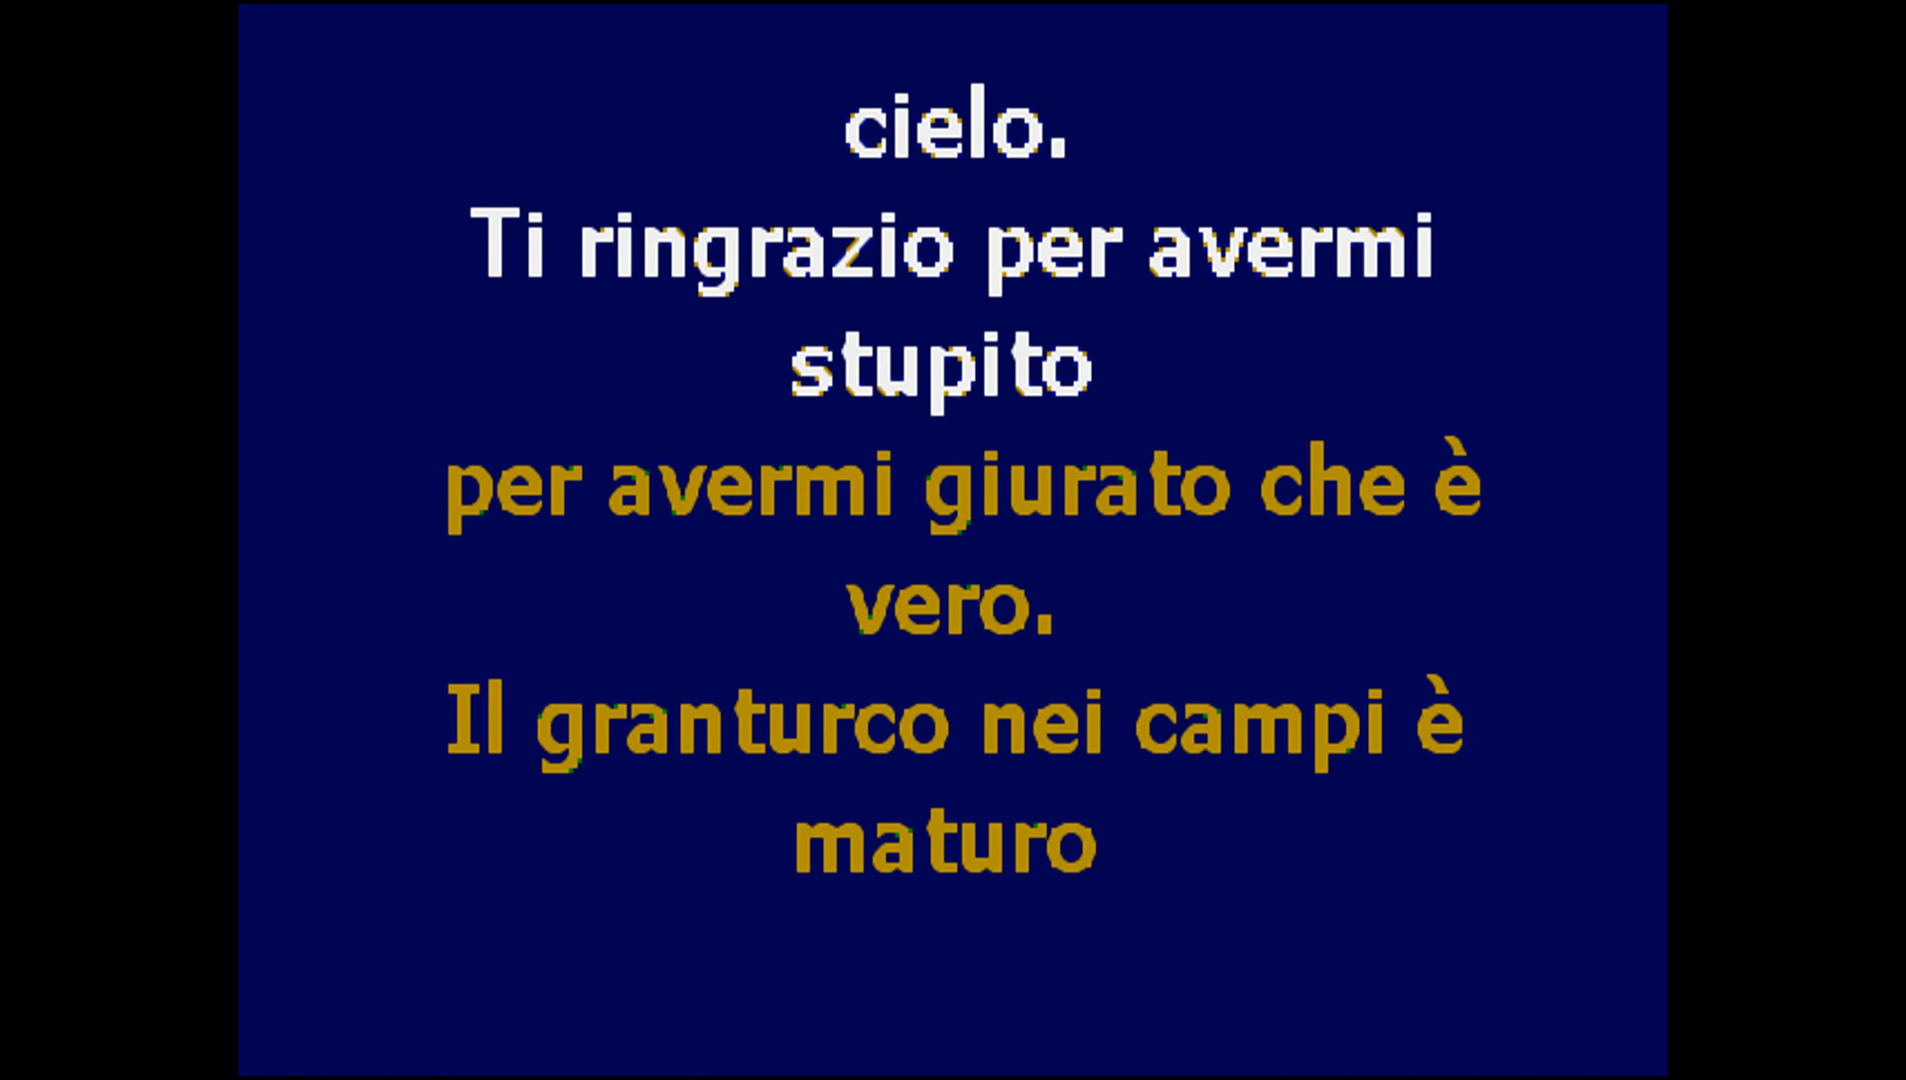 cielo.
Ti ringrazio per avermi
stupito
per avermi giurato che è
vero.
Il granturco nei campi è
maturo